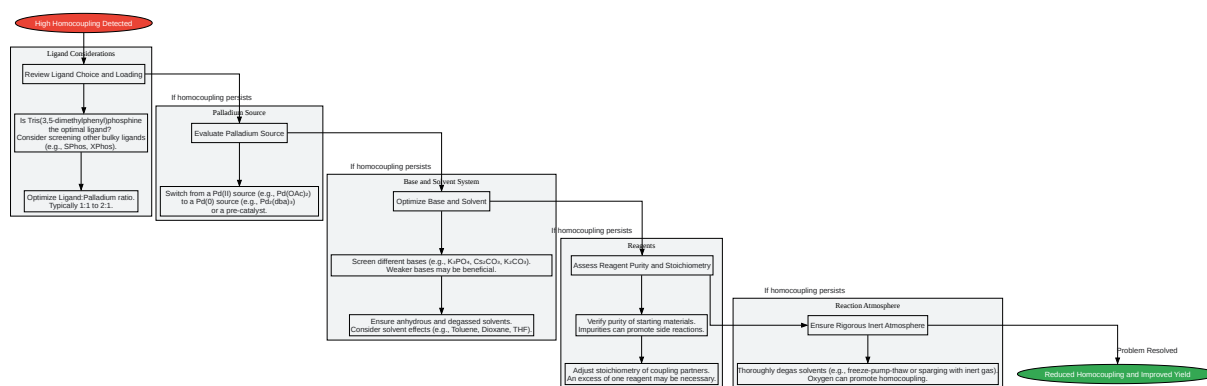 High Homocoupling Detected
Ligand Considerations
Review Ligand Choice and Loading
Is Tris(3,5-dimethylphenyl)phosphine
the optimal ligand?
Consider screening other bulky ligands
(e.g., SPhos, XPhos).
Optimize Ligand:Palladium ratio.
Typically 1:1 to 2:1.
If homocoupling persists
Palladium Source
Evaluate Palladium Source
Switch from a Pd(II) source (e.g., Pd(OAc)₂)
to a Pd(0) source (e.g., Pd₂(dba)₃)
or a pre-catalyst.
If homocoupling persists
Base and Solvent System
Optimize Base and Solvent
Screen different bases (e.g., K₃PO₄, Cs₂CO₃, K₂CO₃).
Weaker bases may be beneficial.
Ensure anhydrous and degassed solvents.
Consider solvent effects (e.g., Toluene, Dioxane, THF).
If homocoupling persists
Reagents
Assess Reagent Purity and Stoichiometry
Verify purity of starting materials.
Impurities can promote side reactions.
Adjust stoichiometry of coupling partners.
An excess of one reagent may be necessary.
If homocoupling persists
Reaction Atmosphere
Ensure Rigorous Inert Atmosphere
Thoroughly degas solvents (e.g., freeze-pump-thaw or sparging with inert gas).
Oxygen can promote homocoupling.
Problem Resolved
Reduced Homocoupling and Improved Yield